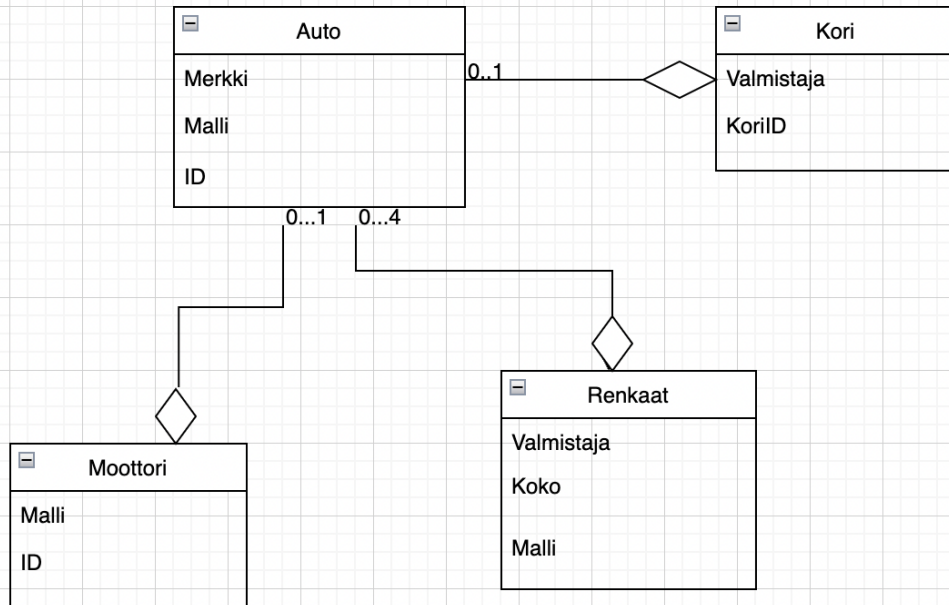 Auto
Merkki
Malli
ID
0..1
Kori
Valmistaja
KoriID
0...1
0...4
Moottori
Malli
ID
Renkaat
Valmistaja
Koko
Malli